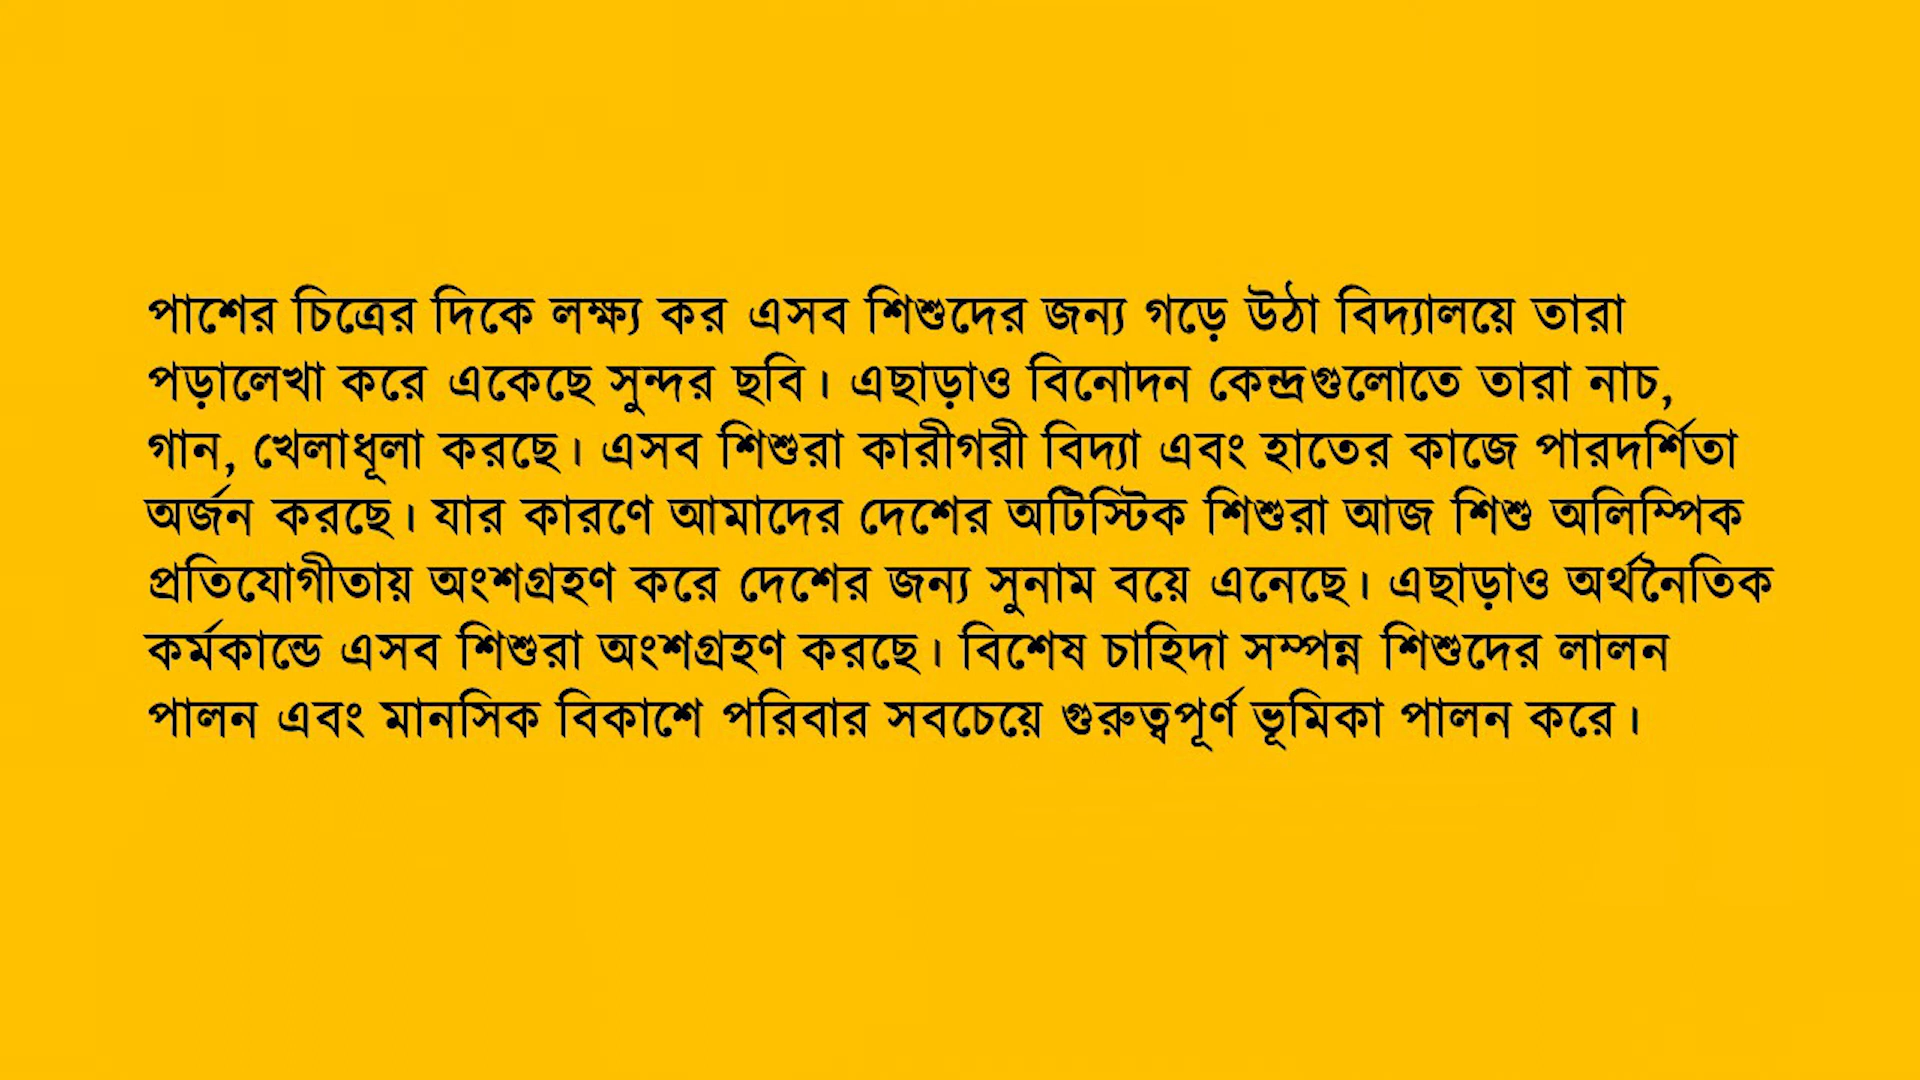 পাশের চিত্রের দিকে লক্ষ্য কর এসব শিশুদের জন্য গড়ে উঠা বিদ্যালয়ে তারা
পড়ালেখা করে একেছে সুন্দর ছবি। এছাড়াও বিনোদন কেন্দ্রগুলোতে তারা নাচ,
গান, খেলাধূলা করছে। এসব শিশুরা কারীগরী বিদ্যা এবং হাতের কাজে পারদর্শিতা
অর্জন করছে। যার কারণে আমাদের দেশের অটিস্টিক শিশুরা আজ শিশু অলিম্পিক
প্রতিযোগীতায় অংশগ্রহণ করে দেশের জন্য সুনাম বয়ে এনেছে। এছাড়াও অর্থনৈতিক
কর্মকান্ডে এসব শিশুরা অংশগ্রহণ করছে। বিশেষ চাহিদা সম্পন্ন শিশুদের লালন
পালন এবং মানসিক বিকাশে পরিবার সবচেয়ে গুরুত্বপূর্ণ ভূমিকা পালন করে।